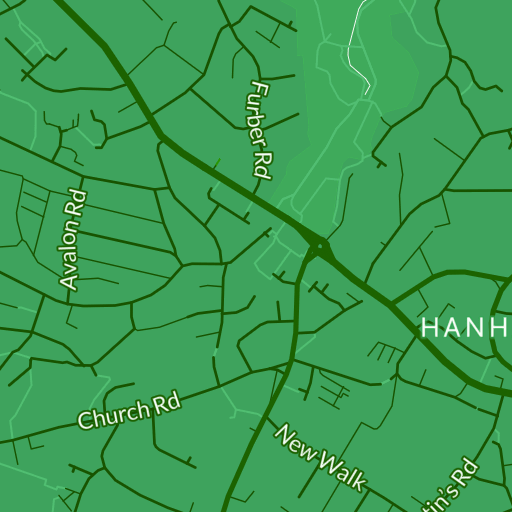 Furber Rd
Avalon Rd
HANH
Church Rd
New Walk
tin's Rd